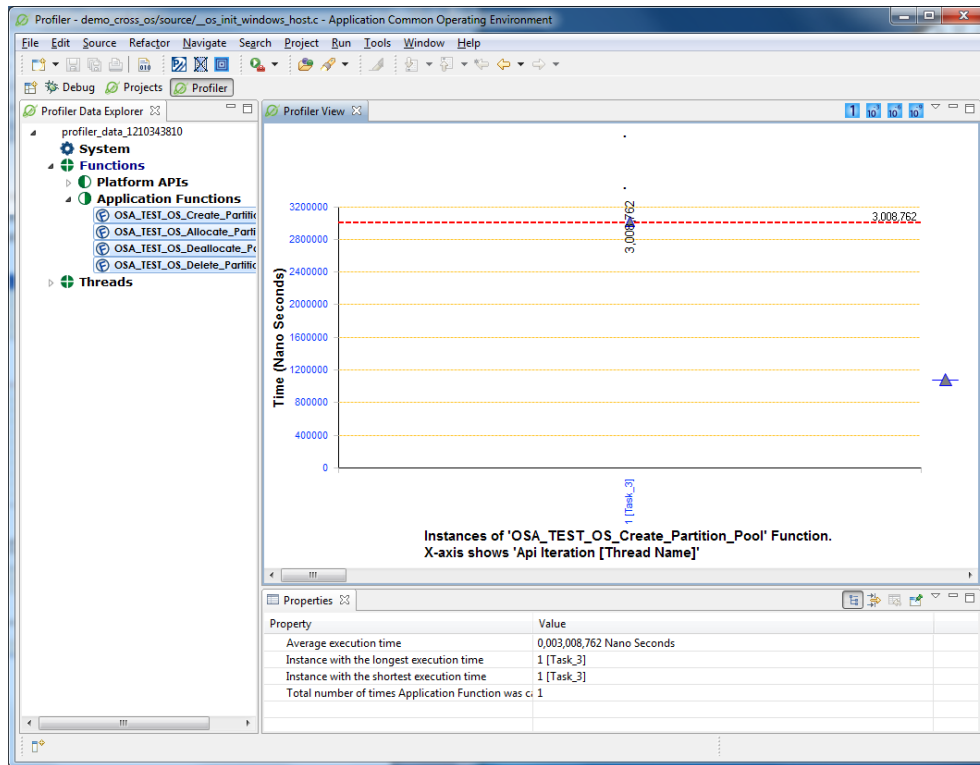 Profiler - demo_cross_os/source/__os_init_windows_host.c - Application Common Operating Environment
File Edit Source Refactor Navigate Search Project Run Tools Window Help
Debug Projects Profiler
Profiler Data Explorer
profiler_data_1210343810
System
Functions
Platform APIs
Application Functions
OSA_TEST_OS_Create_Partitic
OSA_TEST_OS_Allocate_Parti
OSA_TEST_OS_Deallocate_Pa
OSA_TEST_OS_Delete_Partitic
Threads
Profiler View
1 10 10 10
3200000
2800000
2400000
2000000
1600000
1200000
800000
400000
0
Time (Nano Seconds)
3,008,762
3,008,762
1 [Task_3]
Instances of 'OSA_TEST_OS_Create_Partition_Pool' Function.
X-axis shows 'Api Iteration [Thread Name]'
Properties
Property Value
Average execution time 0,003,008,762 Nano Seconds
Instance with the longest execution time 1 [Task_3]
Instance with the shortest execution time 1 [Task_3]
Total number of times Application Function was ca 1